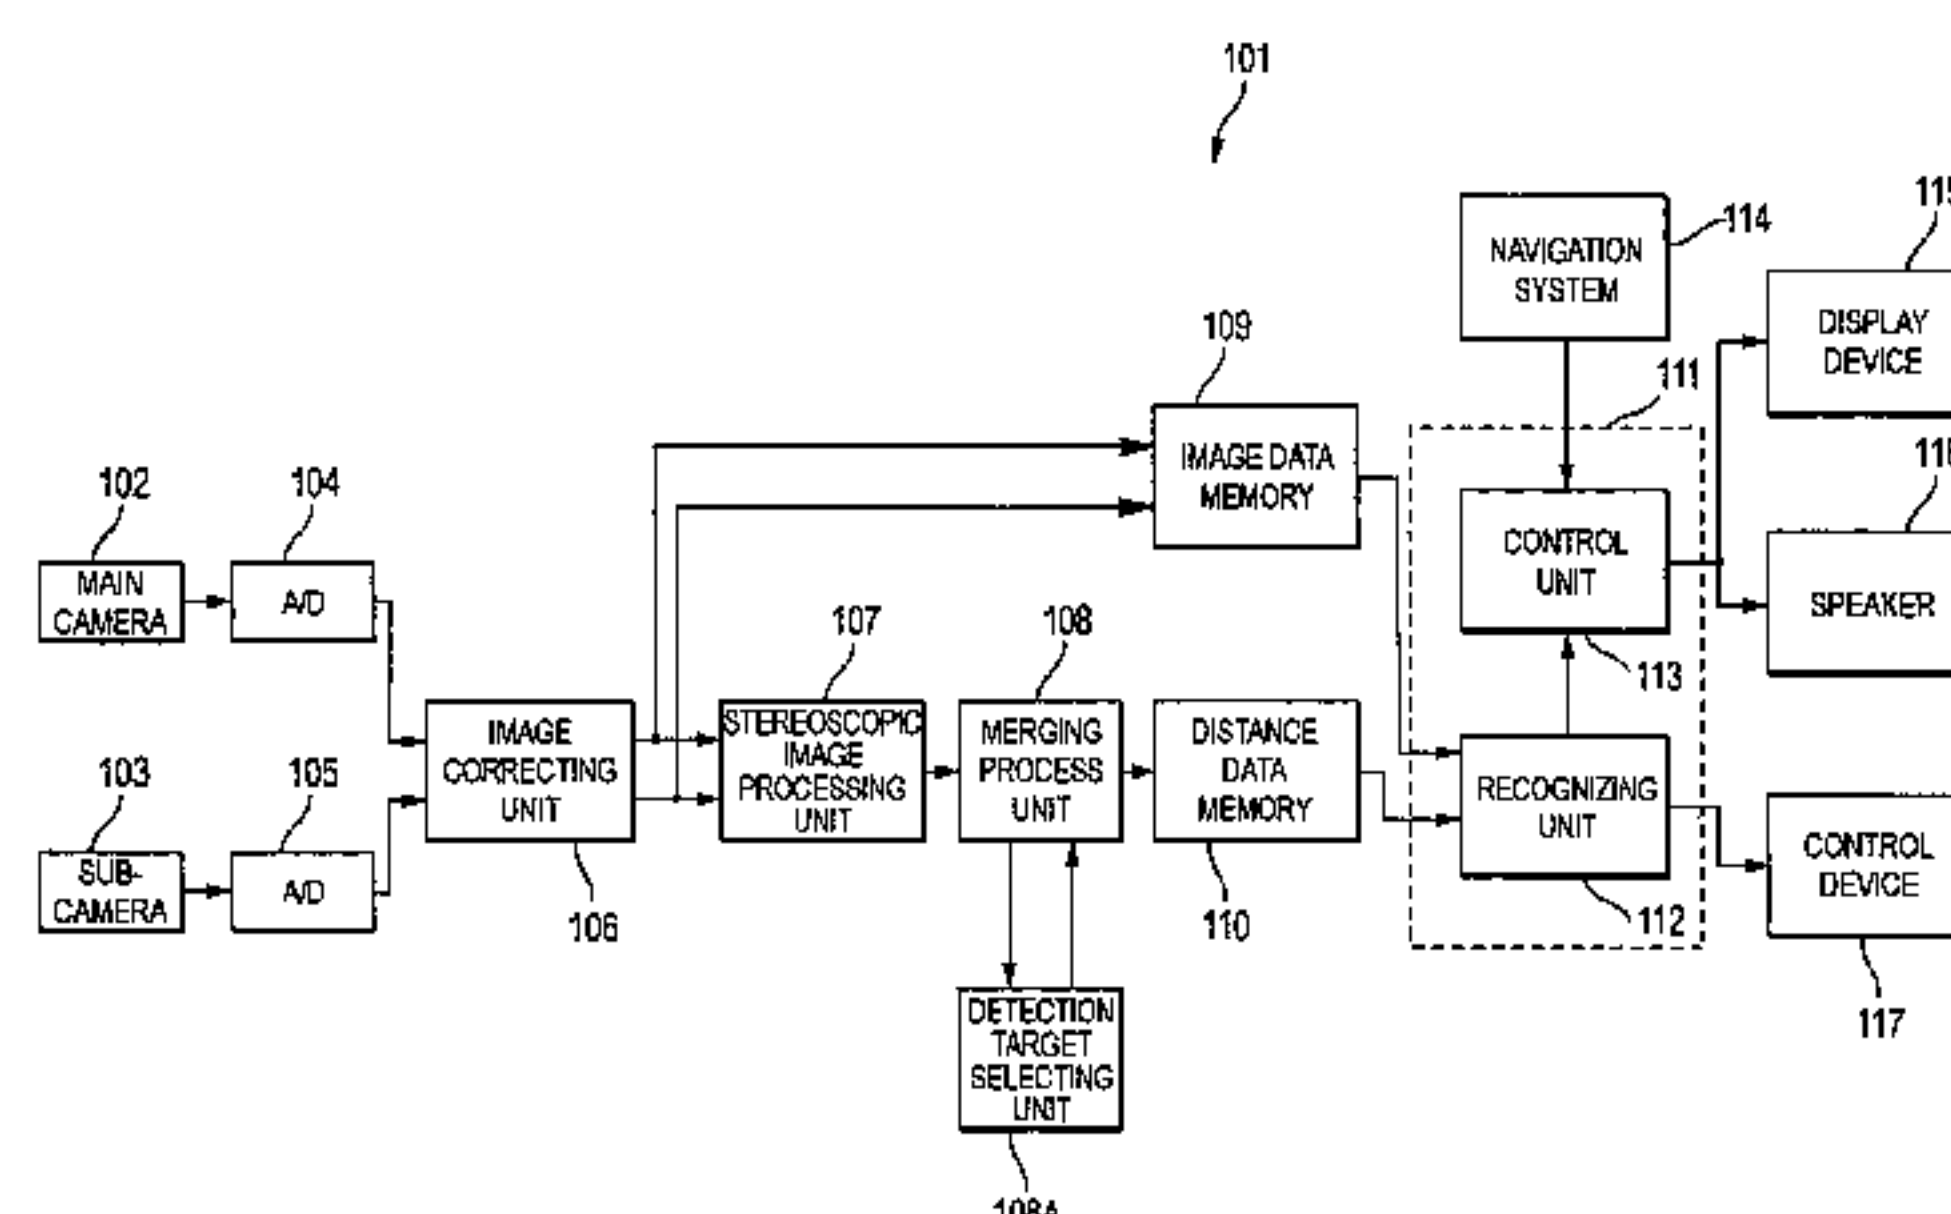 101
114
115
NAVIGATION
SYSTEM
DISPLAY
DEVICE
109
111
IMAGE DATA
MEMORY
102
104
CONTROL
UNIT
MAIN
CAMERA
A/D
SPEAKER
107
108
113
STEREOSCOPIC
IMAGE
PROCESSING
UNIT
MERGING
PROCESS
UNIT
DISTANCE
DATA
MEMORY
IMAGE
CORRECTING
UNIT
103
105
RECOGNIZING
UNIT
CONTROL
DEVICE
SUB-
CAMERA
A/D
106
110
112
DETECTION
TARGET
SELECTING
UNIT
117
108A